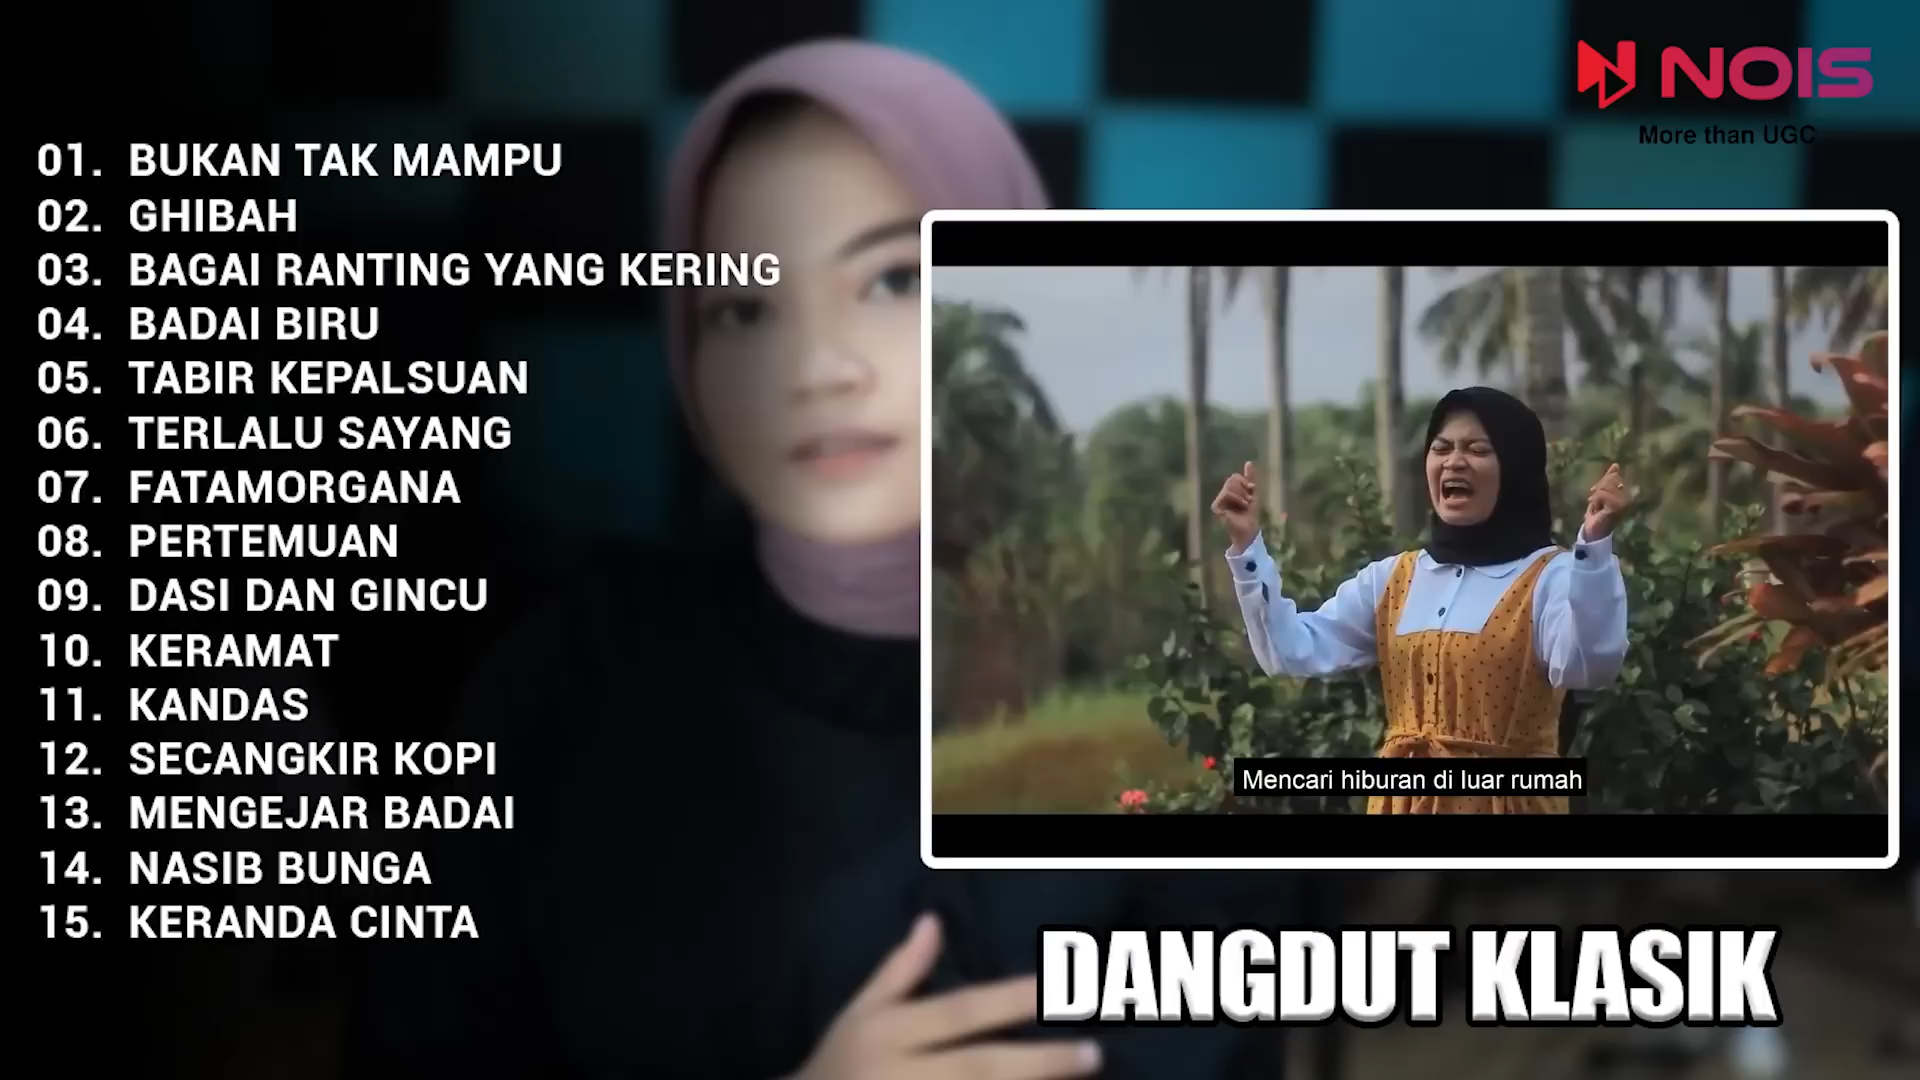 NOIS
More than UGC
01. BUKAN TAK MAMPU
02. GHIBAH
03. BAGAI RANTING YANG KERING
04. BADAI BIRU
05. TABIR KEPALSUAN
06. TERLALU SAYANG
07. FATAMORGANA
08. PERTEMUAN
09. DASI DAN GINCU
10. KERAMAT
11. KANDAS
12. SECANGKIR KOPI
13. MENGEJAR BADAI
14. NASIB BUNGA
15. KERANDA CINTA
Mencari hiburan di luar rumah
DANGDUT KLASIK